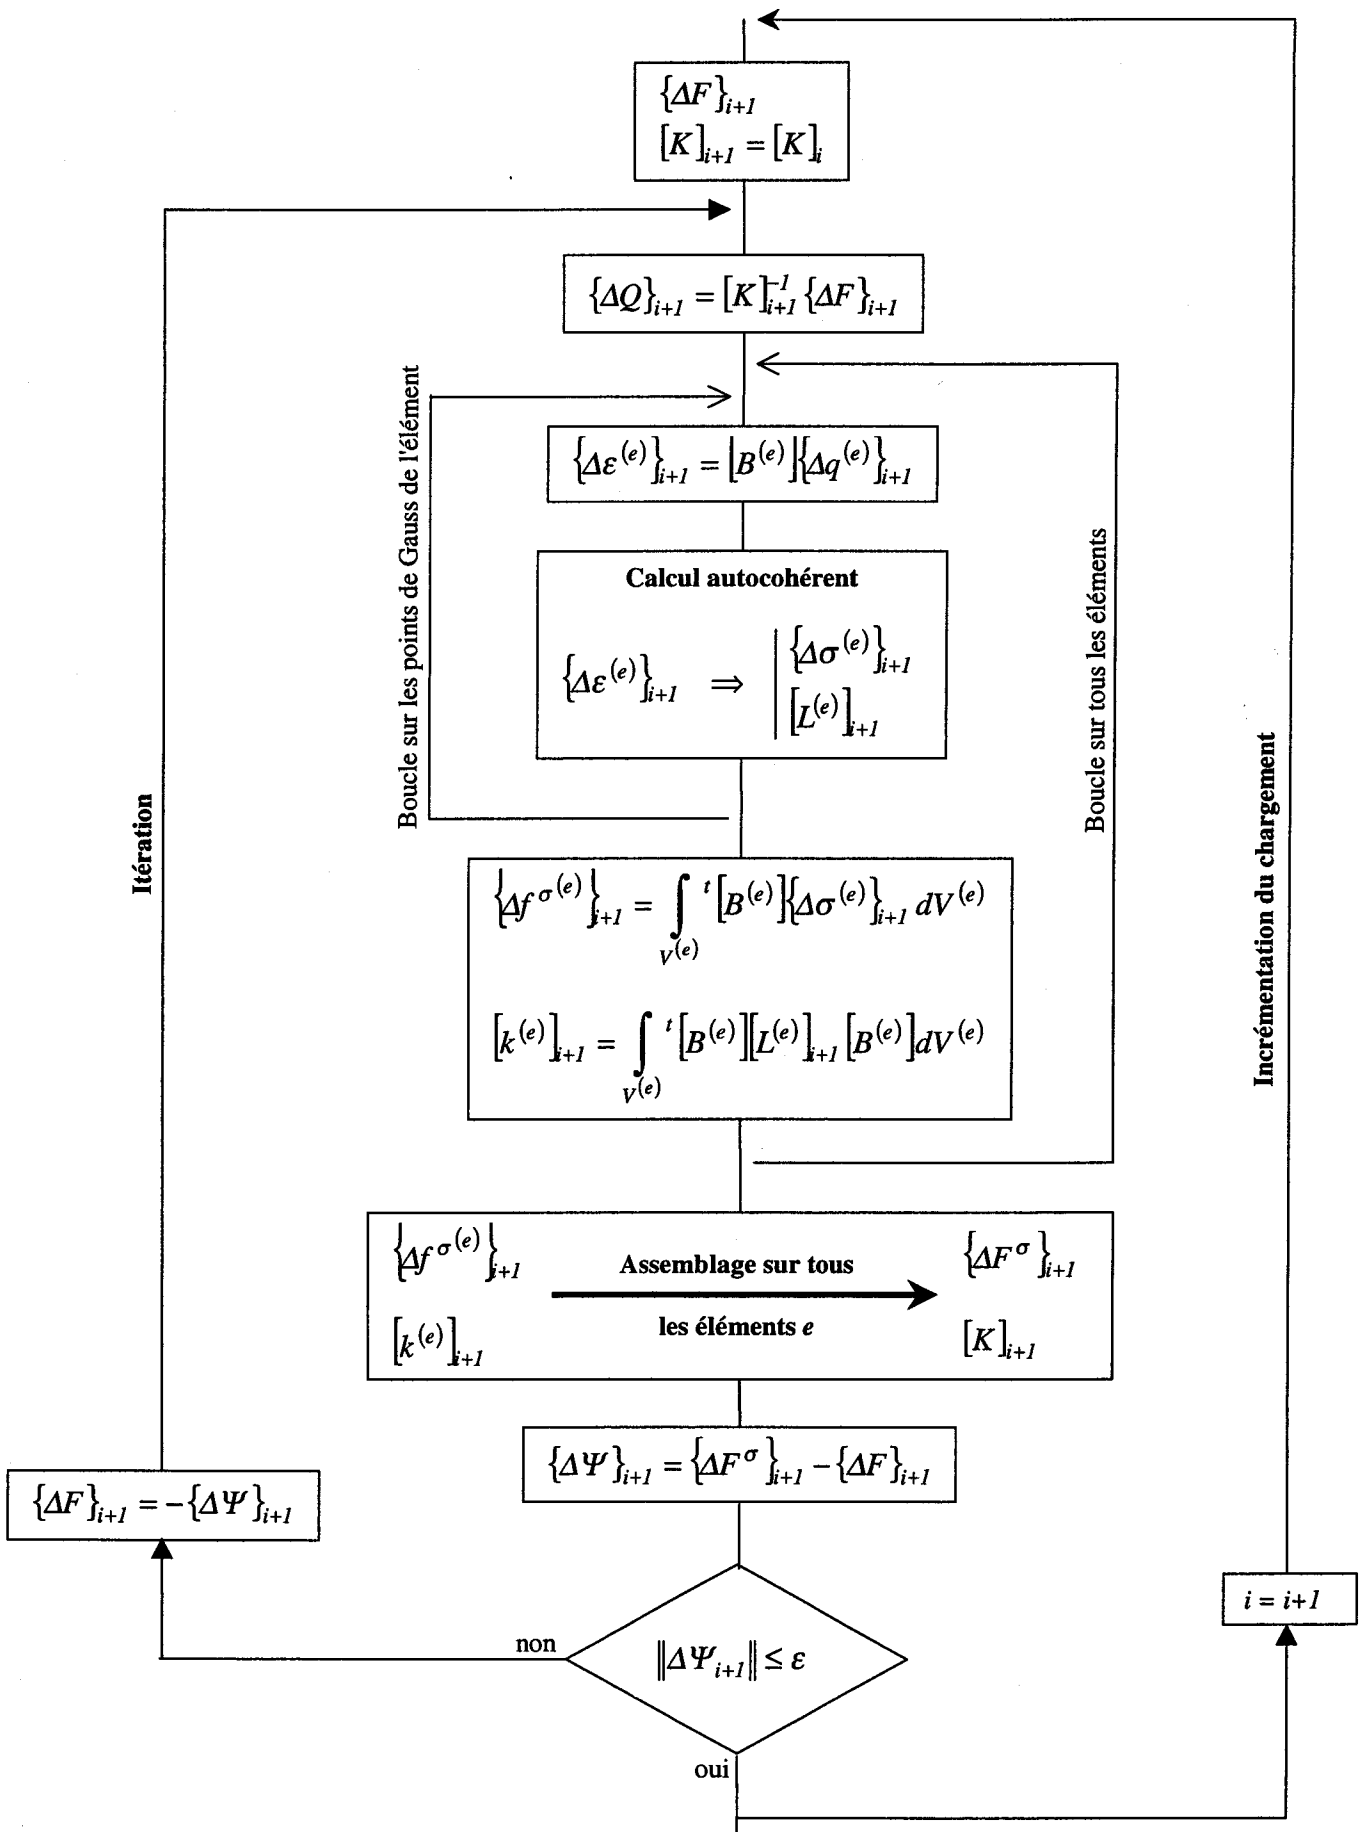 {ΔF}_{i+1}
[K]_{i+1} = [K]_i
{ΔQ}_{i+1} = [K]^{-1}_{i+1} {ΔF}_{i+1}
Boucle sur les points de Gauss de l'élément
{Δε^{(e)}}_{i+1} = [B^{(e)}]{Δq^{(e)}}_{i+1}
Calcul autocohérent
{Δε^{(e)}}_{i+1} ⇒ | {Δσ^{(e)}}_{i+1}
[L^{(e)}]_{i+1}
Boucle sur tous les éléments
Itération
Incrémentation du chargement
{Δf^{σ(e)}}_{i+1} = ∫_{V^{(e)}} ^t[B^{(e)}]{Δσ^{(e)}}_{i+1} dV^{(e)}
[k^{(e)}]_{i+1} = ∫_{V^{(e)}} ^t[B^{(e)}][L^{(e)}]_{i+1} [B^{(e)}]dV^{(e)}
{Δf^{σ(e)}}_{i+1}
[k^{(e)}]_{i+1}
Assemblage sur tous
les éléments e
{ΔF^σ}_{i+1}
[K]_{i+1}
{ΔΨ}_{i+1} = {ΔF^σ}_{i+1} − {ΔF}_{i+1}
{ΔF}_{i+1} = −{ΔΨ}_{i+1}
i = i+1
non
‖ΔΨ_{i+1}‖ ≤ ε
oui